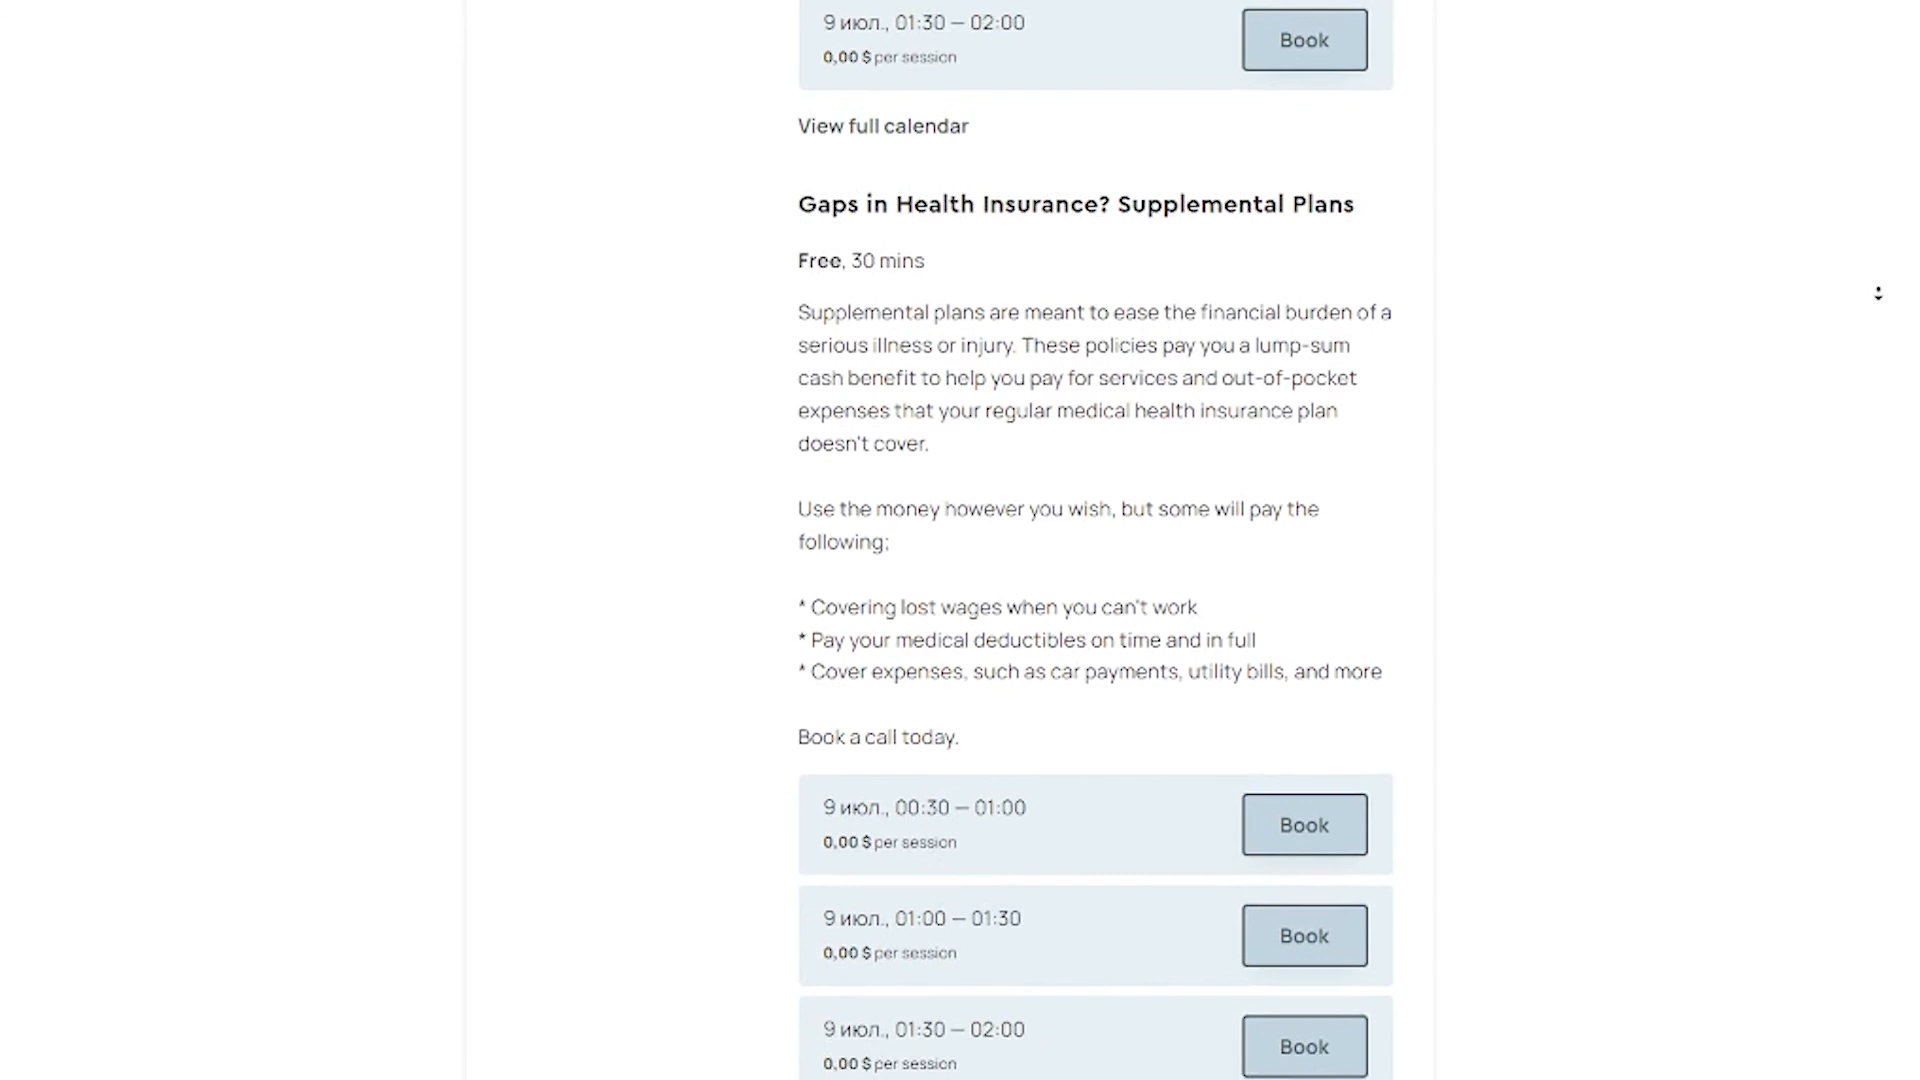 9 июл., 01:30 – 02:00
Book
0,00 $ per session
View full calendar
Gaps in Health Insurance? Supplemental Plans
Free, 30 mins
Supplemental plans are meant to ease the financial burden of a
serious illness or injury. These policies pay you a lump-sum
cash benefit to help you pay for services and out-of-pocket
expenses that your regular medical health insurance plan
doesn't cover.
Use the money however you wish, but some will pay the
following;
* Covering lost wages when you can't work
* Pay your medical deductibles on time and in full
* Cover expenses, such as car payments, utility bills, and more
Book a call today.
9 июл., 00:30 – 01:00
Book
0,00 $ per session
9 июл., 01:00 – 01:30
Book
0,00 $ per session
9 июл., 01:30 – 02:00
Book
0,00 $ per session